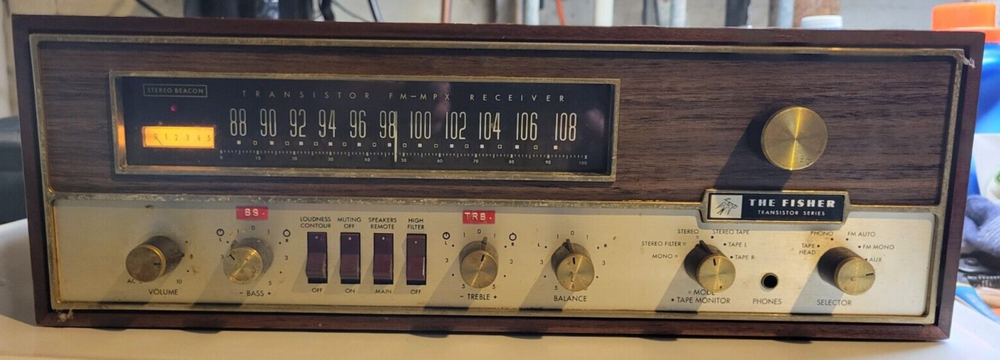 STEREO BEACON
TRANSISTOR FM-MPX RECEIVER
88 90 92 94 96 98 100 102 104 106 108
THE FISHER
TRANSISTOR SERIES
BS.
TRB.
LOUDNESS CONTOUR
MUTING OFF
SPEAKERS REMOTE
HIGH FILTER
OFF
ON
MAIN
OFF
AC
10
VOLUME
- BASS +
- TREBLE +
BALANCE
STEREO
STEREO TAPE
STEREO FILTER
TAPE L
MONO
TAPE R
MODE
• TAPE MONITOR
PHONES
PHONO
FM AUTO
TAPE HEAD
FM MONO
AUX
SELECTOR